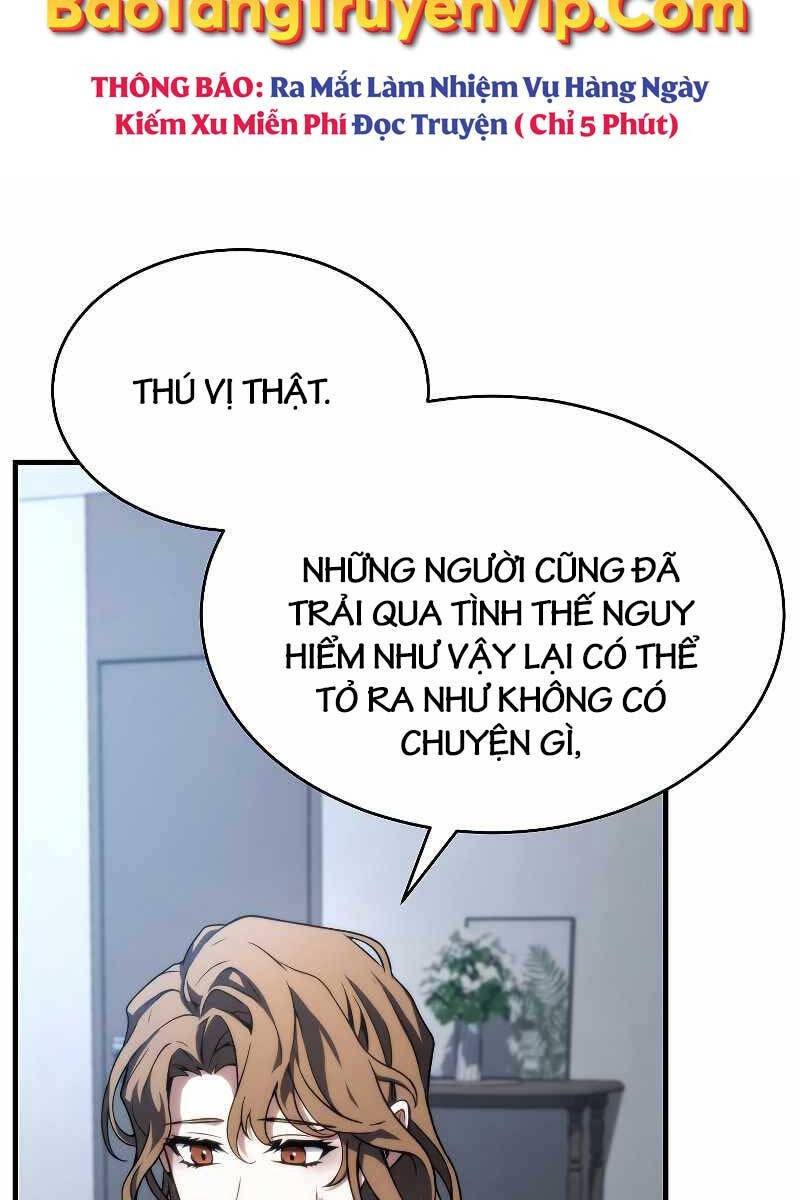 BaoTangTruyenVip.Com
THÔNG BÁO: Ra Mắt Làm Nhiệm Vụ Hàng Ngày
Kiếm Xu Miễn Phí Đọc Truyện ( Chỉ 5 Phút)
THÚ VỊ THẬT.
NHỮNG NGƯỜI CŨNG ĐÃ
TRẢI QUA TÌNH THẾ NGUY
HIỂM NHƯ VẬY LẠI CÓ THỂ
TỎ RA NHƯ KHÔNG CÓ
CHUYỆN GÌ,